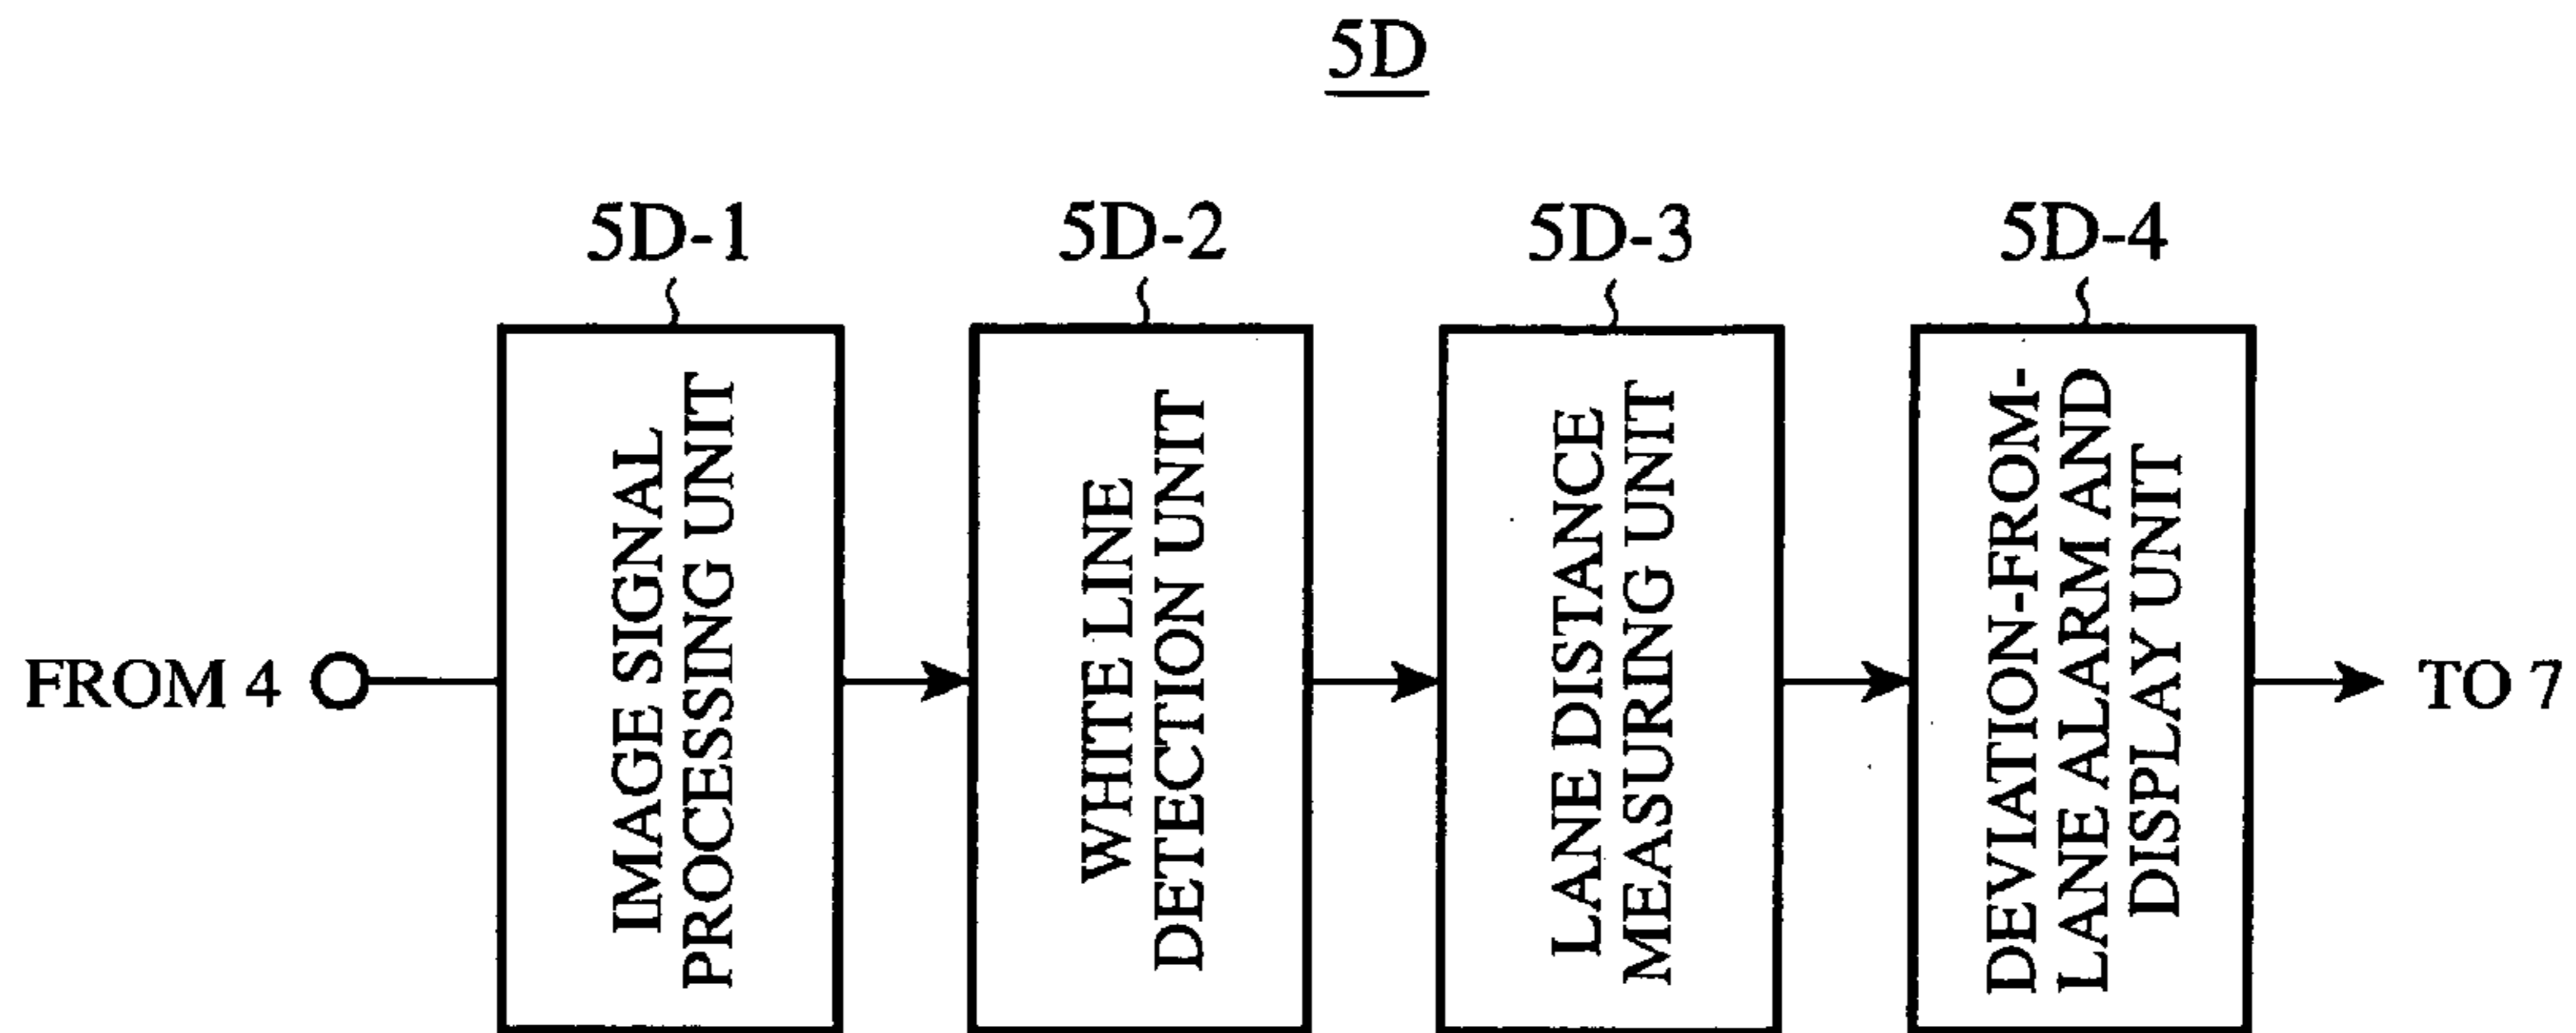 5D
5D-1
5D-2
5D-3
5D-4
FROM 4
IMAGE SIGNAL
PROCESSING UNIT
WHITE LINE
DETECTION UNIT
LANE DISTANCE
MEASURING UNIT
DEVIATION-FROM-
LANE ALARM AND
DISPLAY UNIT
TO 7